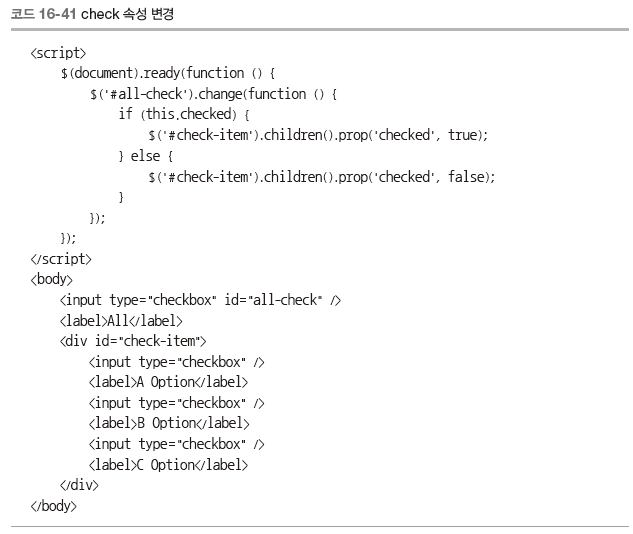 코드 16-41 check 속성 변경
<script>
    $(document).ready(function () {
        $('#all-check').change(function () {
            if (this.checked) {
                $('#check-item').children().prop('checked', true);
            } else {
                $('#check-item').children().prop('checked', false);
            }
        });
    });
</script>
<body>
    <input type="checkbox" id="all-check" />
    <label>All</label>
    <div id="check-item">
        <input type="checkbox" />
        <label>A Option</label>
        <input type="checkbox" />
        <label>B Option</label>
        <input type="checkbox" />
        <label>C Option</label>
    </div>
</body>